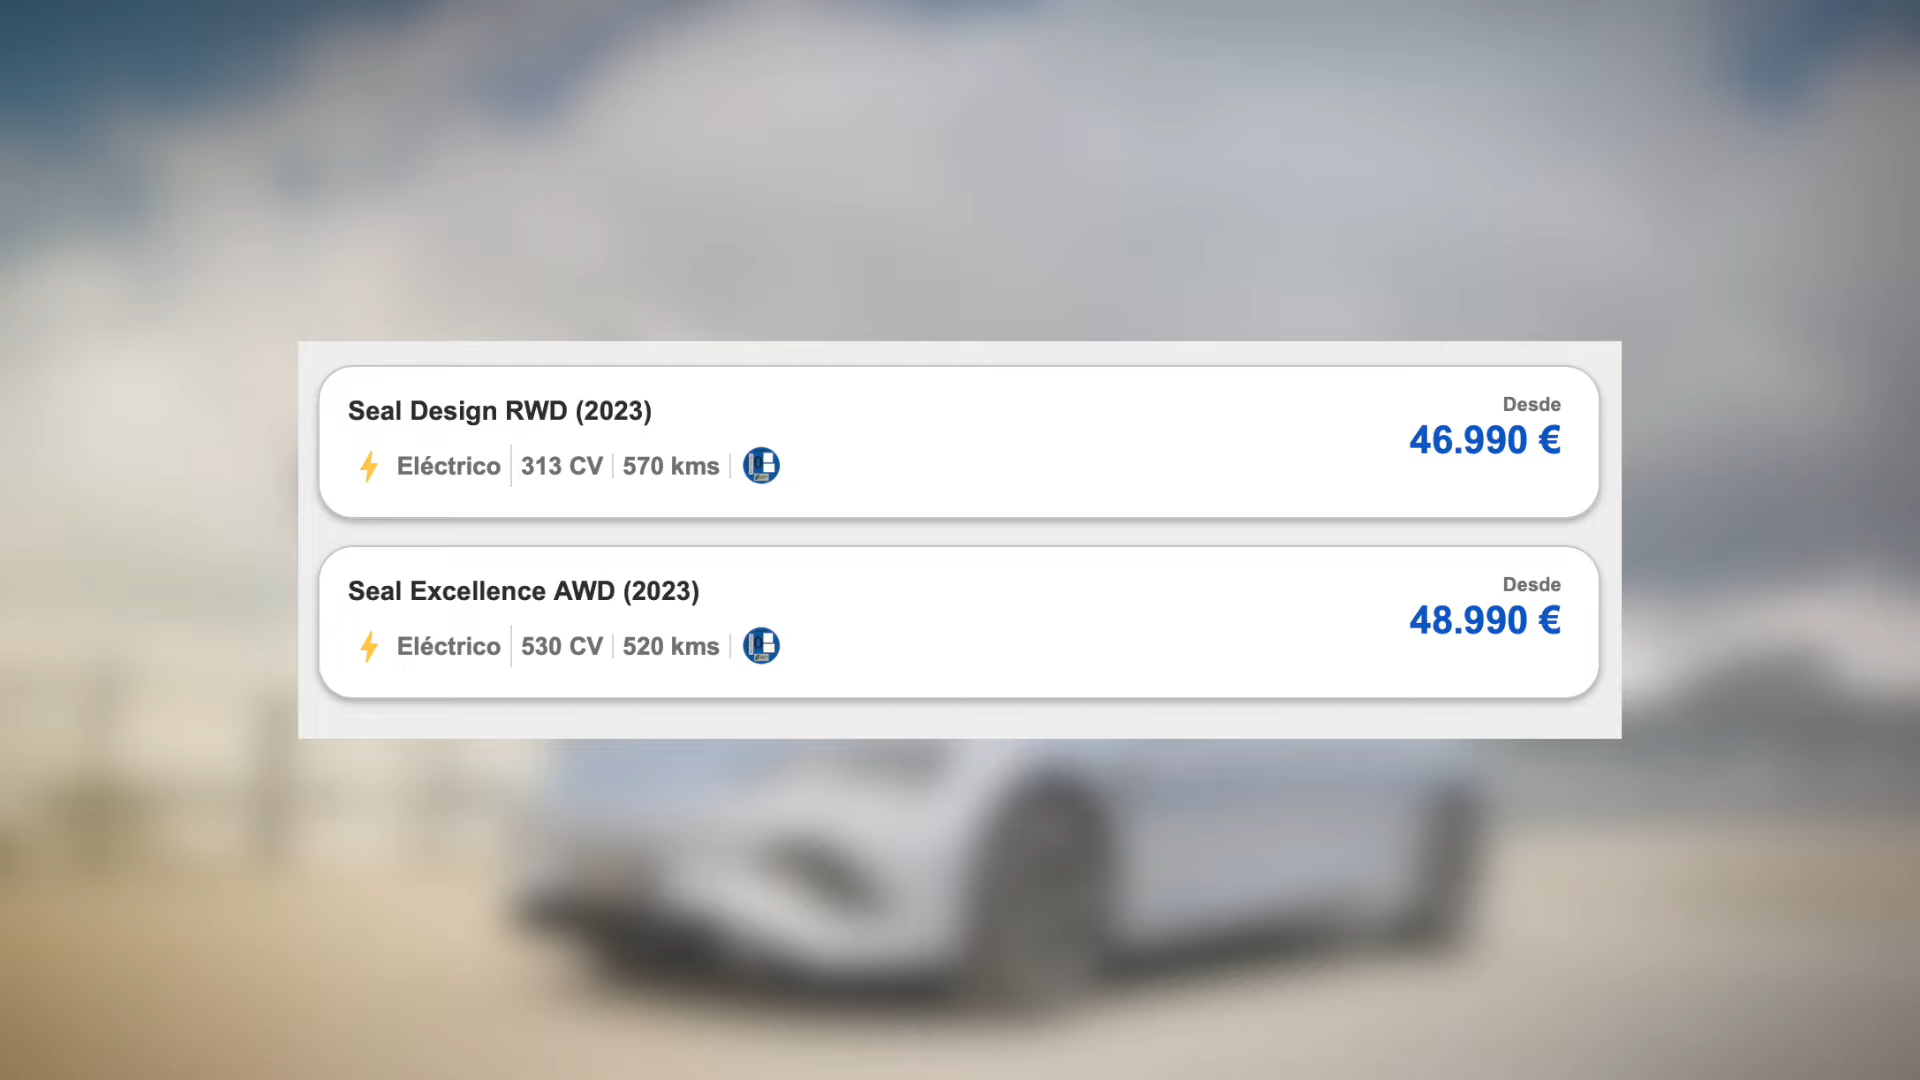 Seal Design RWD (2023)
Desde
46.990 €
Eléctrico 313 CV 570 kms
Seal Excellence AWD (2023)
Desde
48.990 €
Eléctrico 530 CV 520 kms